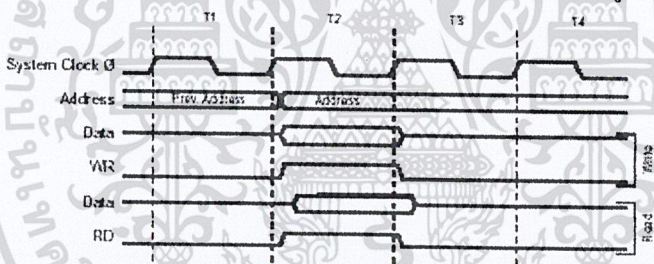 T1 T2 T3 T4
System Clock Ø
Address Prev. Address Address
Data
WR
Write
Data
RD
Read